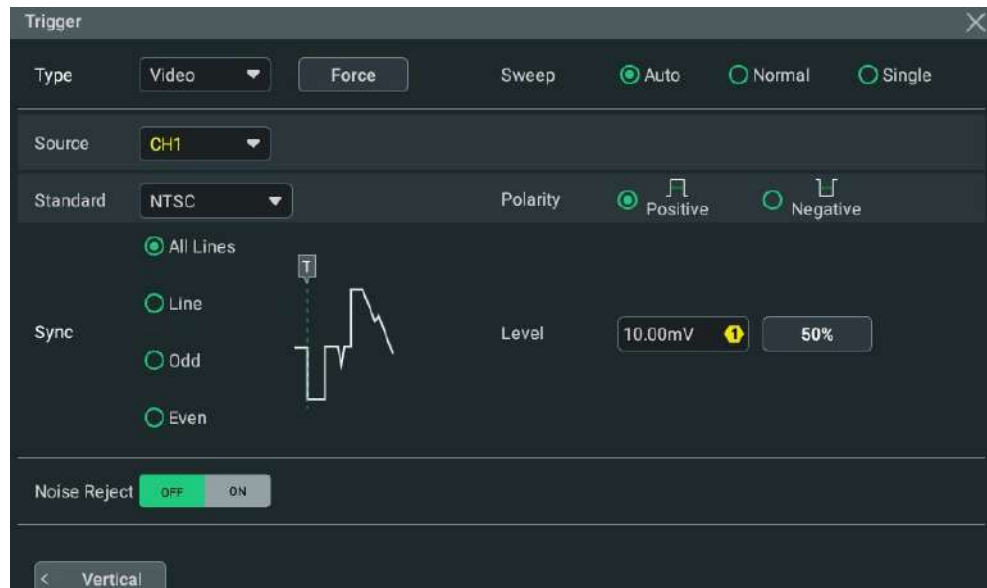 Trigger
Type Video Force Sweep Auto Normal Single
Source CH1
Standard NTSC Polarity Positive Negative
Sync
All Lines
Line
Odd
Even
T
Level 10.00mV 1 50%
Noise Reject OFF ON
< Vertical